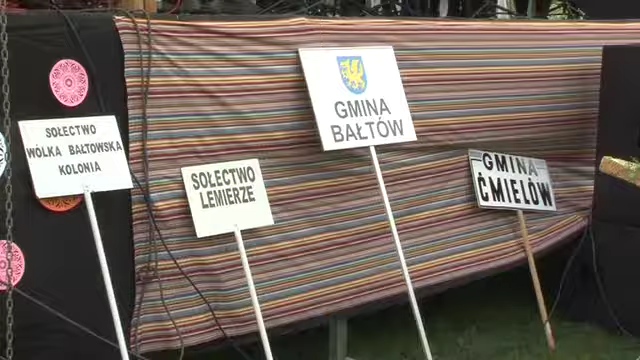 SOŁECTWO
WÓLKA BAŁTOWSKA
KOLONIA
SOŁECTWO
LEMIERZE
GMINA
BAŁTÓW
GMINA
ĆMIELÓW